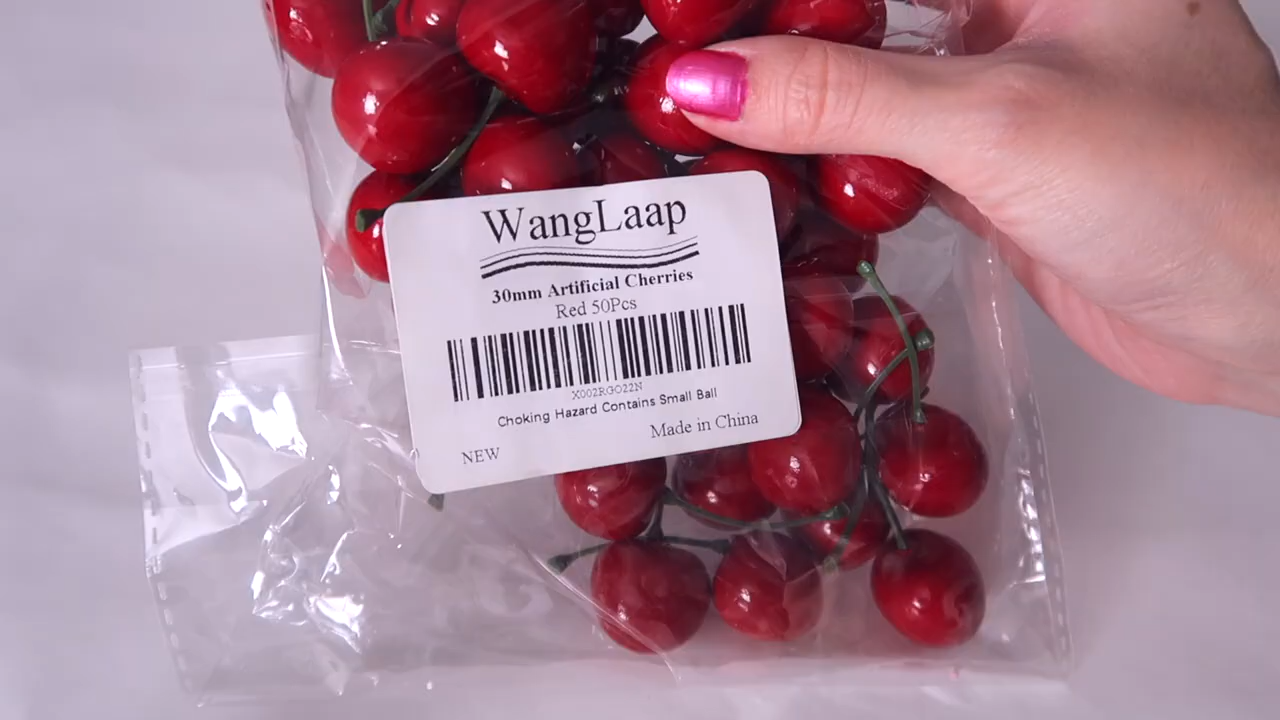 WangLaap
30mm Artificial Cherries
Red 50Pcs
X002RGO22N
Choking Hazard Contains Small Ball
Made in China
NEW